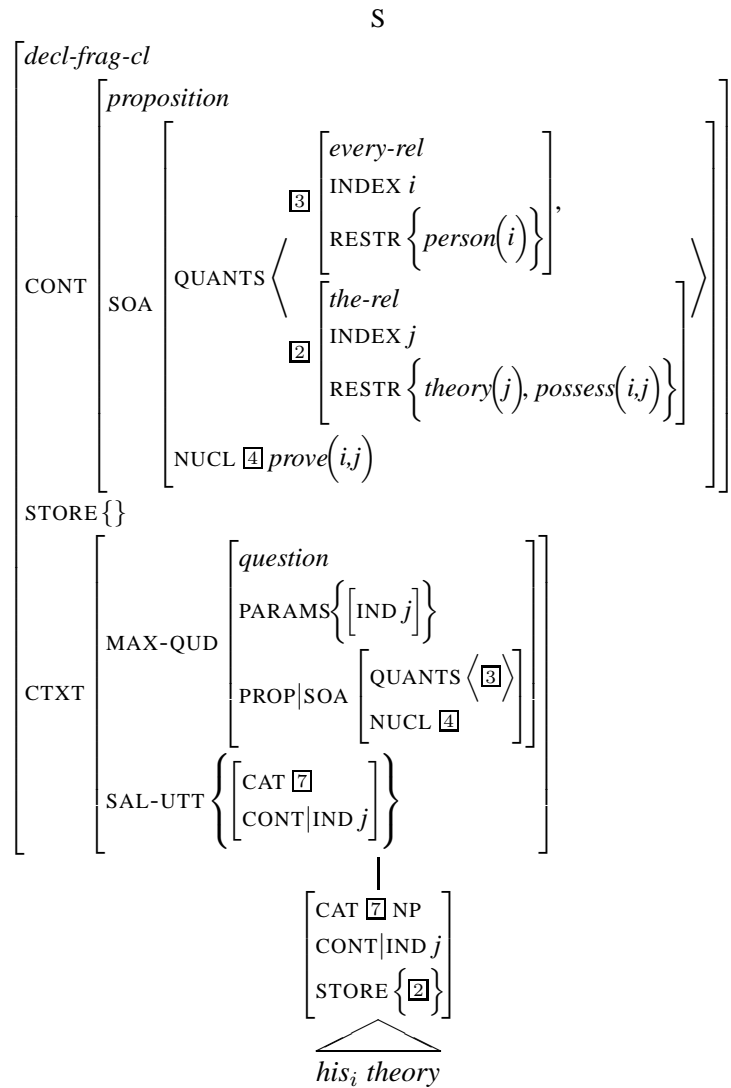 S
decl-frag-cl
proposition
every-rel
3 INDEX i
RESTR { person(i) },
CONT SOA QUANTS ⟨ ⟩
the-rel
2 INDEX j
RESTR { theory(j), possess(i,j) }
NUCL 4 prove(i,j)
STORE {}
question
PARAMS { [ IND j ] }
MAX-QUD
QUANTS ⟨ 3 ⟩
CTXT PROP|SOA
NUCL 4
CAT 7
SAL-UTT
CONT|IND j
CAT 7 NP
CONT|IND j
STORE { 2 }
hisᵢ theory